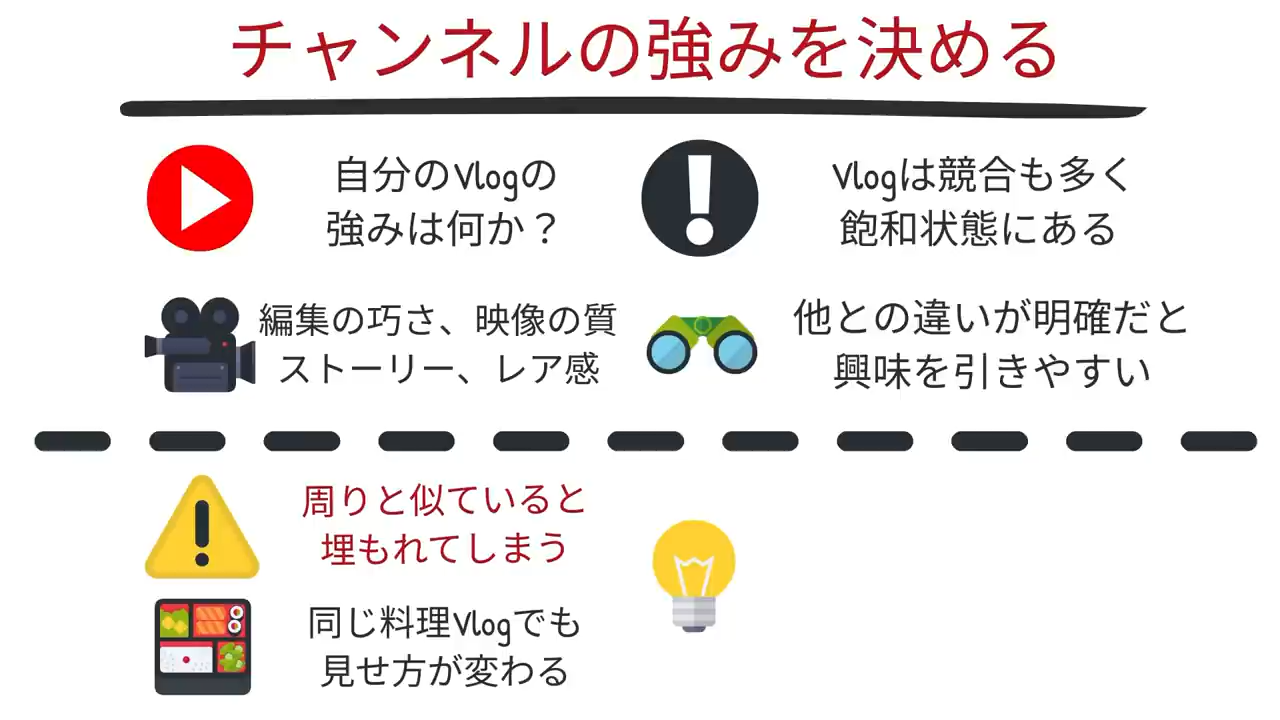 チャンネルの強みを決める
自分のVlogの
強みは何か？
Vlogは競合も多く
飽和状態にある
編集の巧さ、映像の質
ストーリー、レア感
他との違いが明確だと
興味を引きやすい
周りと似ていると
埋もれてしまう
同じ料理Vlogでも
見せ方が変わる